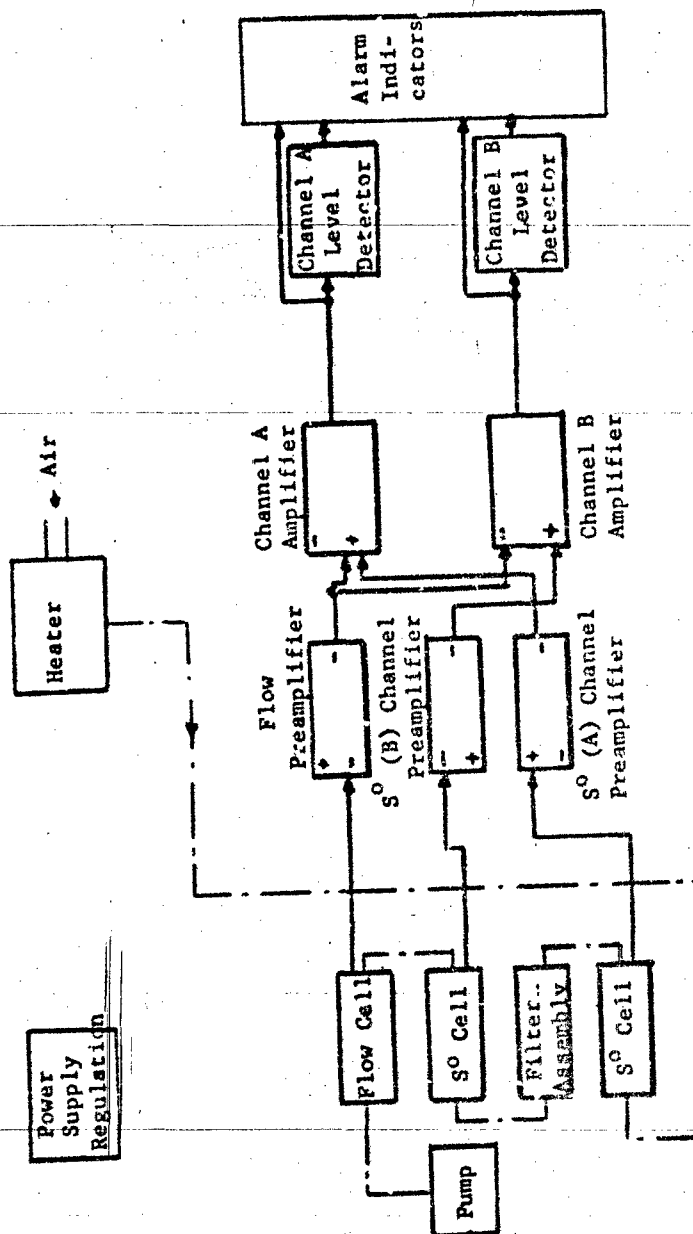 Power
Supply
Regulation
Heater
Air
Pump
Flow Cell
S° Cell
Filter
Assembly
S° Cell
Flow
Preamplifier
+
-
-
S° (B) Channel
Preamplifier
-
+
-
S° (A) Channel
Preamplifier
+
-
-
Channel A
Amplifier
-
+
Channel B
Amplifier
-
+
Channel A
Level
Detector
Channel B
Level
Detector
Alarm
Indi-
cators